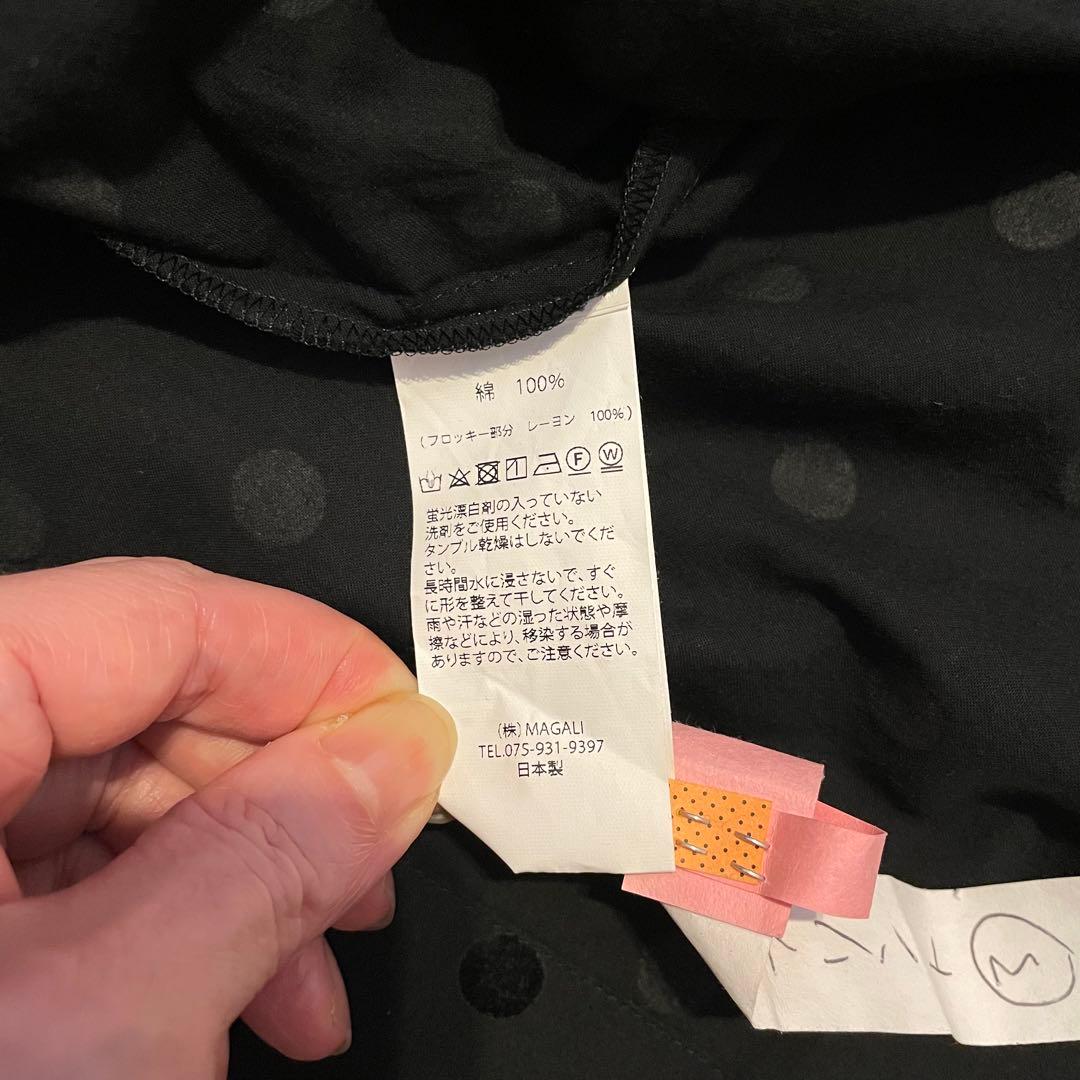 綿 100%
(フロッキー部分 レーヨン 100%)
F W
蛍光漂白剤の入っていない
洗剤をご使用ください。
タンブル乾燥はしないでくだ
さい。
長時間水に浸さないで、すぐ
に形を整えて干してください。
雨や汗などの湿った状態や摩
擦などにより、移染する場合が
ありますので、ご注意ください。
(株)MAGALI
TEL.075-931-9397
日本製